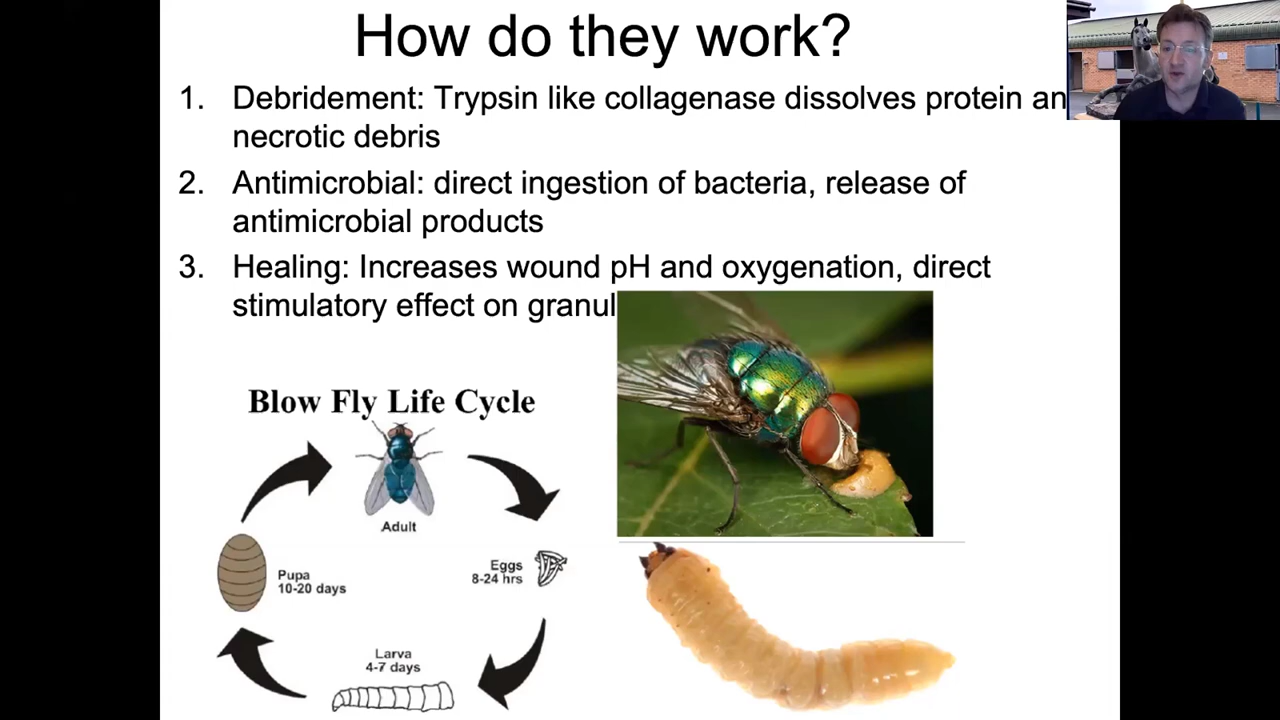 How do they work?
1. Debridement: Trypsin like collagenase dissolves protein an
necrotic debris
2. Antimicrobial: direct ingestion of bacteria, release of
antimicrobial products
3. Healing: Increases wound pH and oxygenation, direct
stimulatory effect on granul
Blow Fly Life Cycle
Adult
Eggs
8-24 hrs
Pupa
10-20 days
Larva
4-7 days